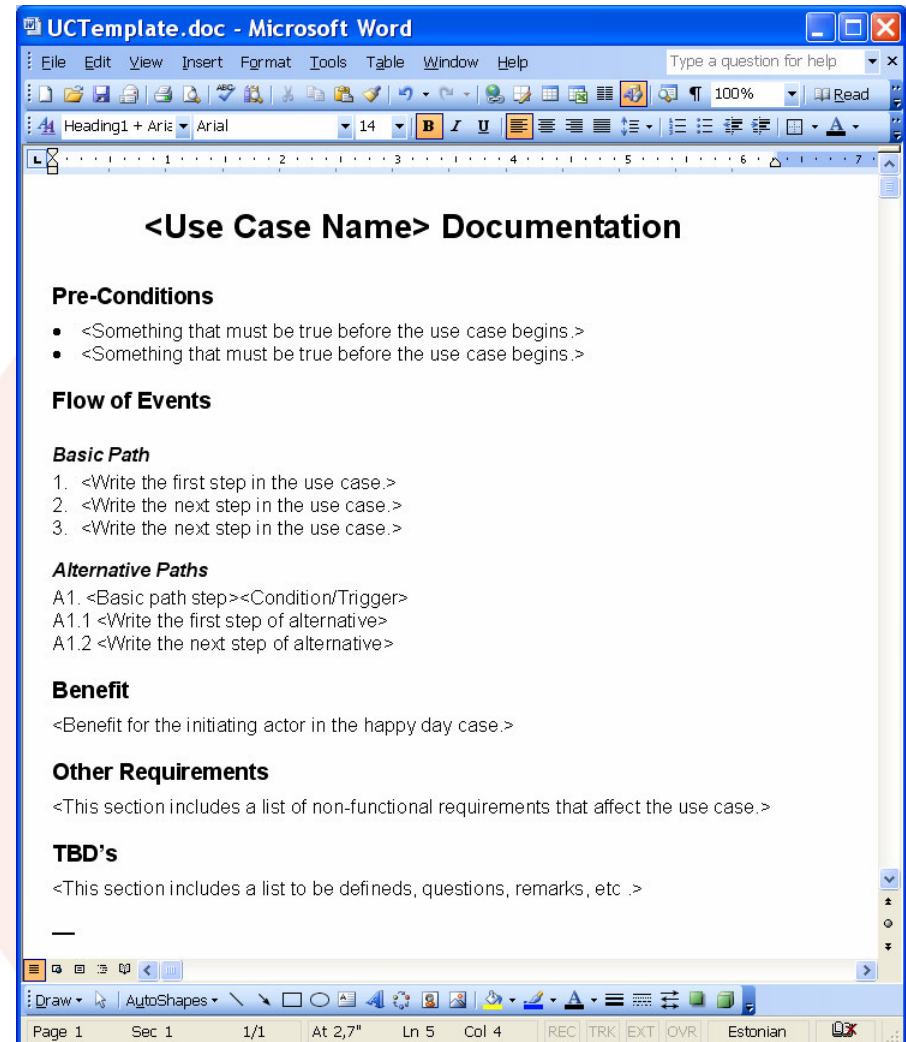 UCTemplate.doc - Microsoft Word
File Edit View Insert Format Tools Table Window Help Type a question for help
100% Read
Heading1 + Aria Arial 14 B I U
1 2 3 4 5 6 7
<Use Case Name> Documentation
Pre-Conditions
• <Something that must be true before the use case begins.>
• <Something that must be true before the use case begins.>
Flow of Events
Basic Path
1. <Write the first step in the use case.>
2. <Write the next step in the use case.>
3. <Write the next step in the use case.>
Alternative Paths
A1. <Basic path step><Condition/Trigger>
A1.1 <Write the first step of alternative>
A1.2 <Write the next step of alternative>
Benefit
<Benefit for the initiating actor in the happy day case.>
Other Requirements
<This section includes a list of non-functional requirements that affect the use case.>
TBD's
<This section includes a list to be defineds, questions, remarks, etc .>
Draw AutoShapes
Page 1 Sec 1 1/1 At 2,7" Ln 5 Col 4 REC TRK EXT OVR Estonian